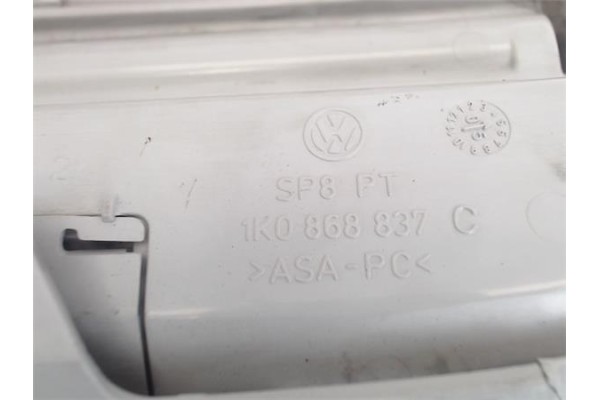 SP8 PT
1K0 868 837 C
>ASA-PC<